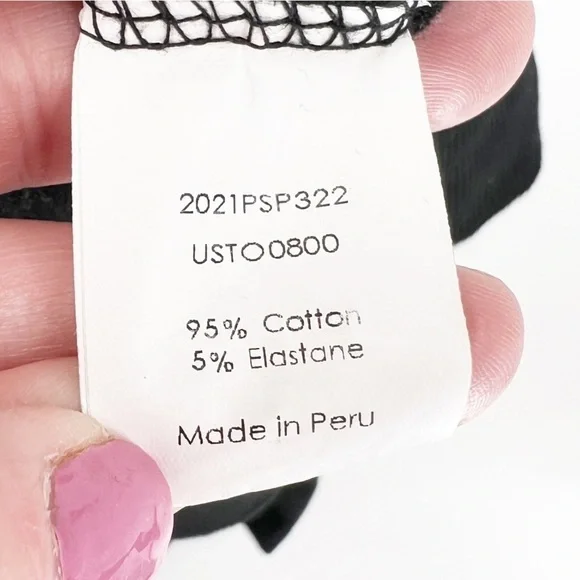 2021PSP322
USTO0800
95% Cotton
5% Elastane
Made in Peru